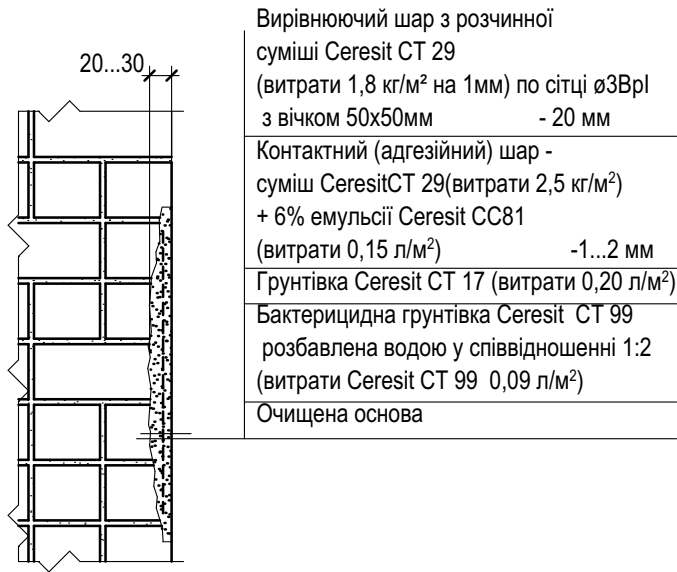 20...30
Вирівнюючий шар з розчинної
суміші Ceresit CT 29
(витрати 1,8 кг/м² на 1мм) по сітці ø3ВрІ
з вічком 50х50мм - 20 мм
Контактний (адгезійний) шар -
суміш CeresitCT 29(витрати 2,5 кг/м²)
+ 6% емульсії Ceresit CC81
(витрати 0,15 л/м²) -1...2 мм
Грунтівка Ceresit CT 17 (витрати 0,20 л/м²)
Бактерицидна грунтівка Ceresit CT 99
розбавлена водою у співвідношенні 1:2
(витрати Ceresit CT 99 0,09 л/м²)
Очищена основа